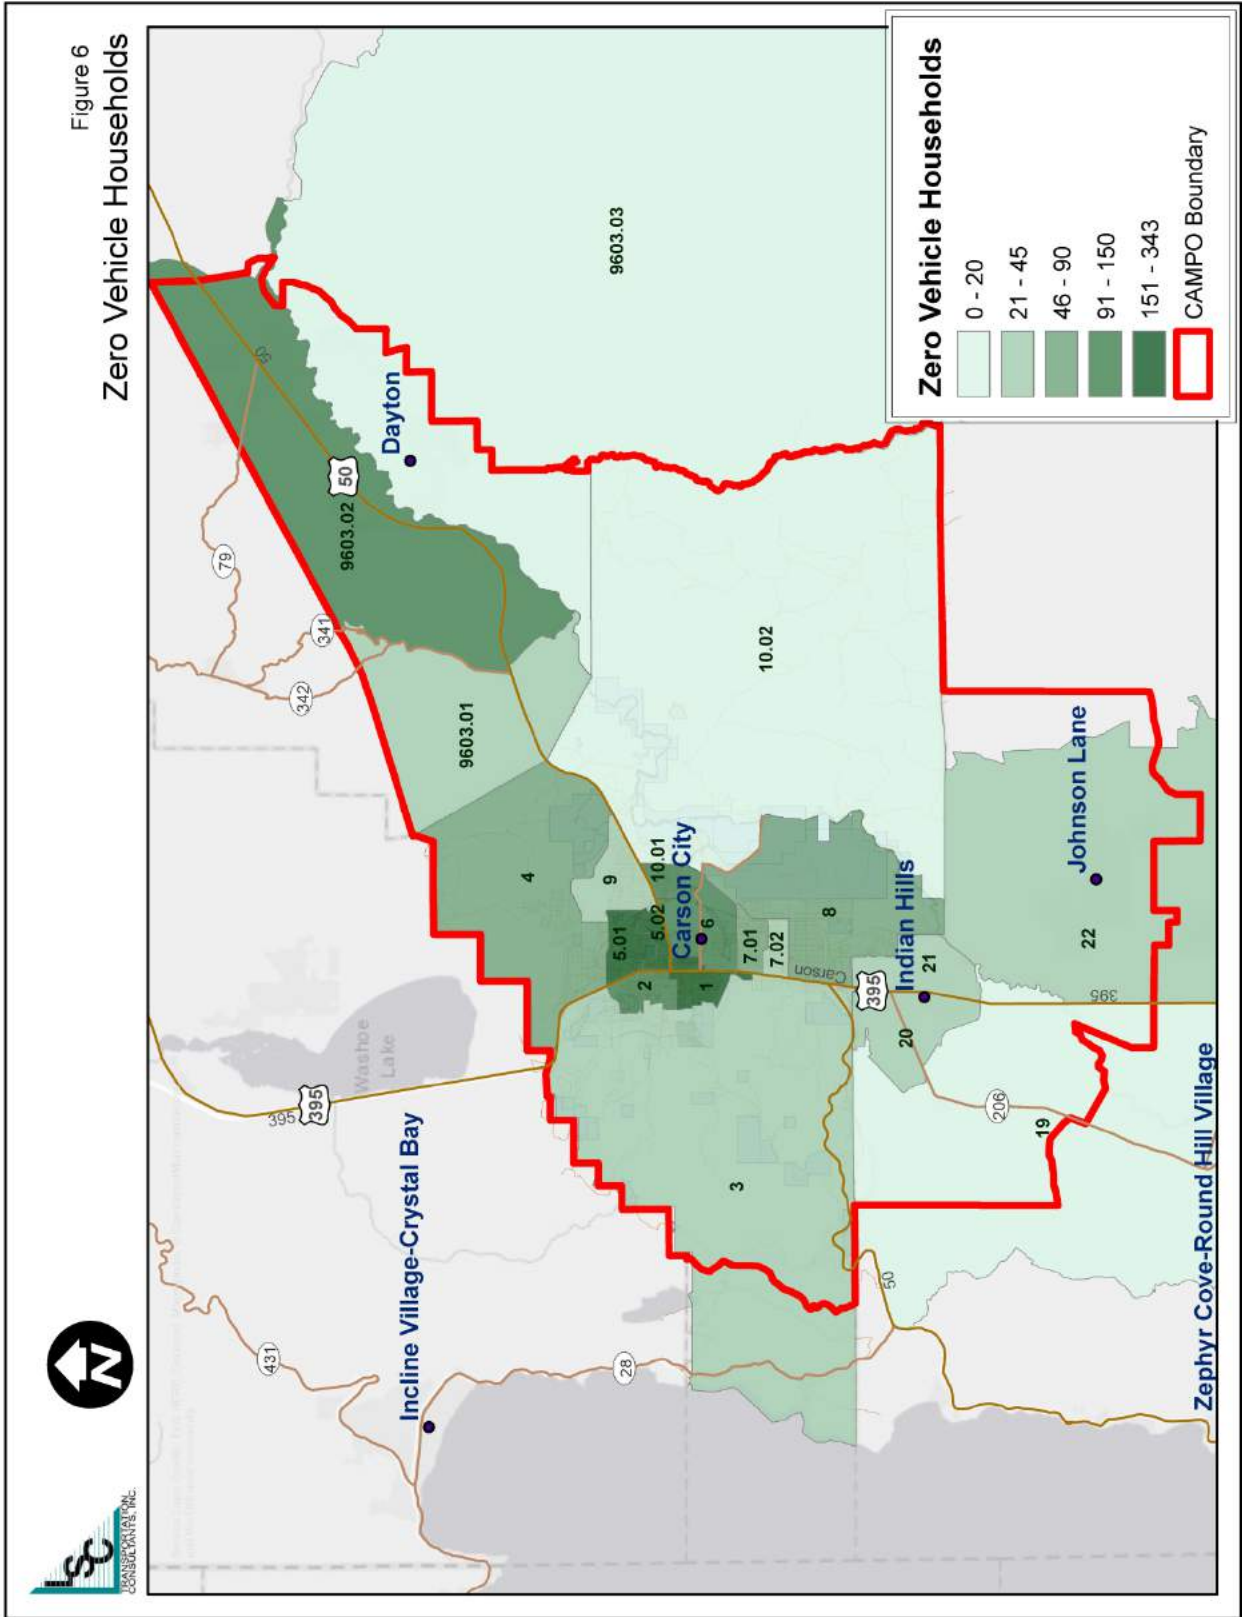 Figure 6
Zero Vehicle Households
N
LSC
TRANSPORTATION
CONSULTANTS, INC.
431
Incline Village-Crystal Bay
28
395
395
Washoe
Lake
342
341
79
50
50
9603.02
Dayton
9603.01
9603.03
4
9
10.01
5.01
5.02
Carson City
2
6
1
7.01
7.02
8
Carson
3
10.02
395
Indian Hills
21
20
50
206
19
395
22
Johnson Lane
Zephyr Cove-Round Hill Village
Zero Vehicle Households
0 - 20
21 - 45
46 - 90
91 - 150
151 - 343
CAMPO Boundary